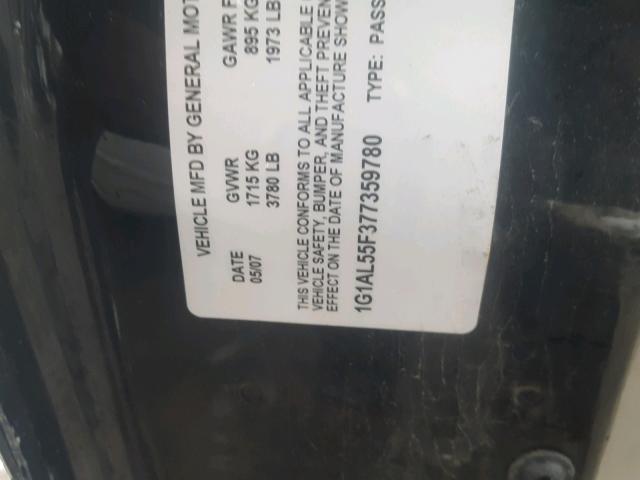 VEHICLE MFD BY GENERAL MOT
DATE GVWR GAWR F
05/07 1715 KG 895 KG
3780 LB 1973 LB
THIS VEHICLE CONFORMS TO ALL APPLICABLE
VEHICLE SAFETY, BUMPER, AND THEFT PREVEN
EFFECT ON THE DATE OF MANUFACTURE SHOW
1G1AL55F377359780 TYPE: PASS